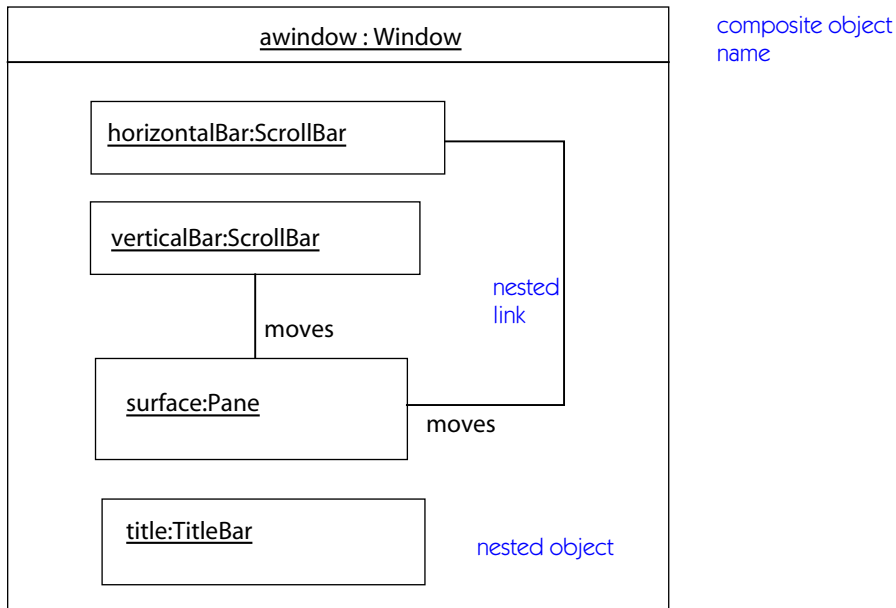 awindow : Window
composite object
name
horizontalBar:ScrollBar
verticalBar:ScrollBar
nested
link
moves
surface:Pane
moves
title:TitleBar
nested object